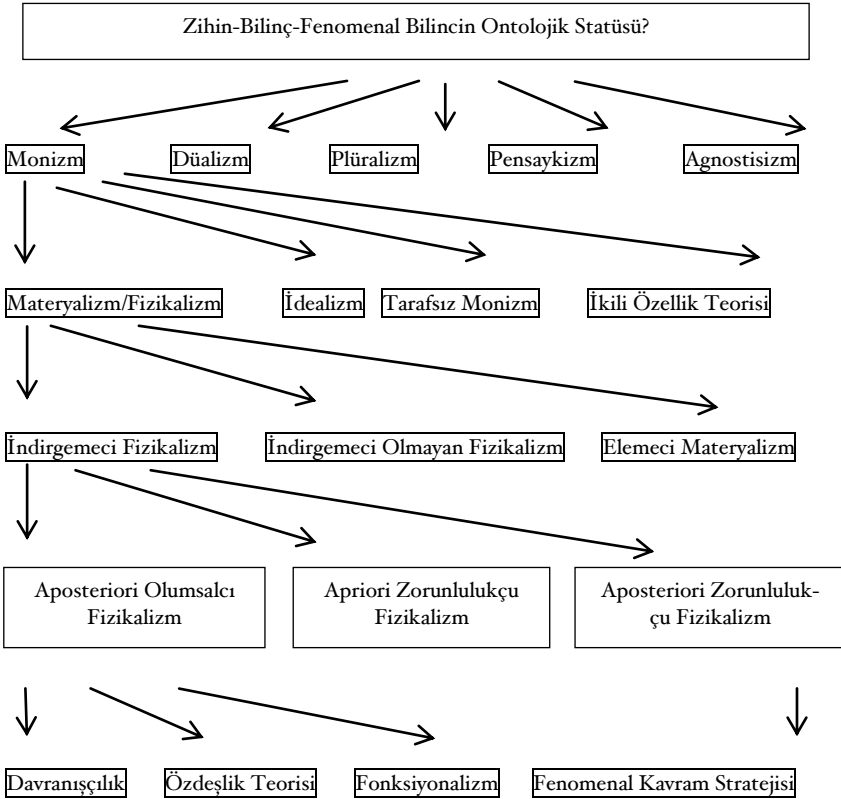 Zihin-Bilinç-Fenomenal Bilincin Ontolojik Statüsü?
Monizm Düalizm Plüralizm Pensaykizm Agnostisizm
Materyalizm/Fizikalizm İdealizm Tarafsız Monizm İkili Özellik Teorisi
İndirgemeci Fizikalizm İndirgemeci Olmayan Fizikalizm Elemeci Materyalizm
Aposteriori Olumsalcı
Fizikalizm
Apriori Zorunlulukçu
Fizikalizm
Aposteriori Zorunluluk-
çu Fizikalizm
Davranışçılık Özdeşlik Teorisi Fonksiyonalizm Fenomenal Kavram Stratejisi